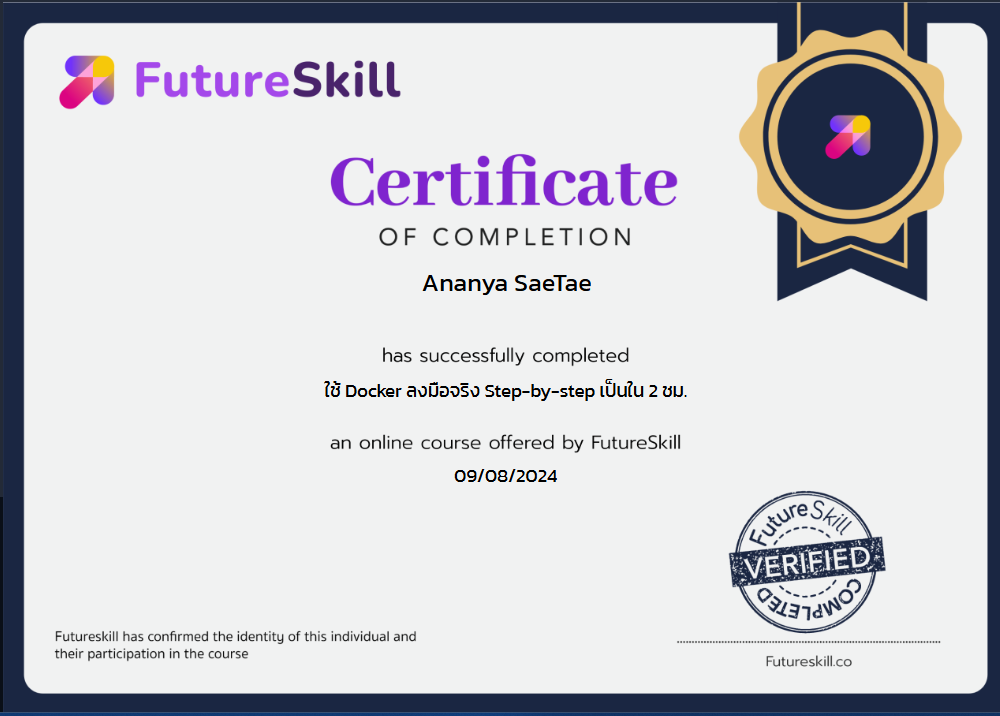 FutureSkill
Certificate
OF COMPLETION
Ananya SaeTae
has successfully completed
ใช้ Docker ลงมือจริง Step-by-step เป็นใน 2 ชม.
an online course offered by FutureSkill
09/08/2024
FutureSkill
VERIFIED
COMPLETED
Futureskill has confirmed the identity of this individual and
their participation in the course
Futureskill.co